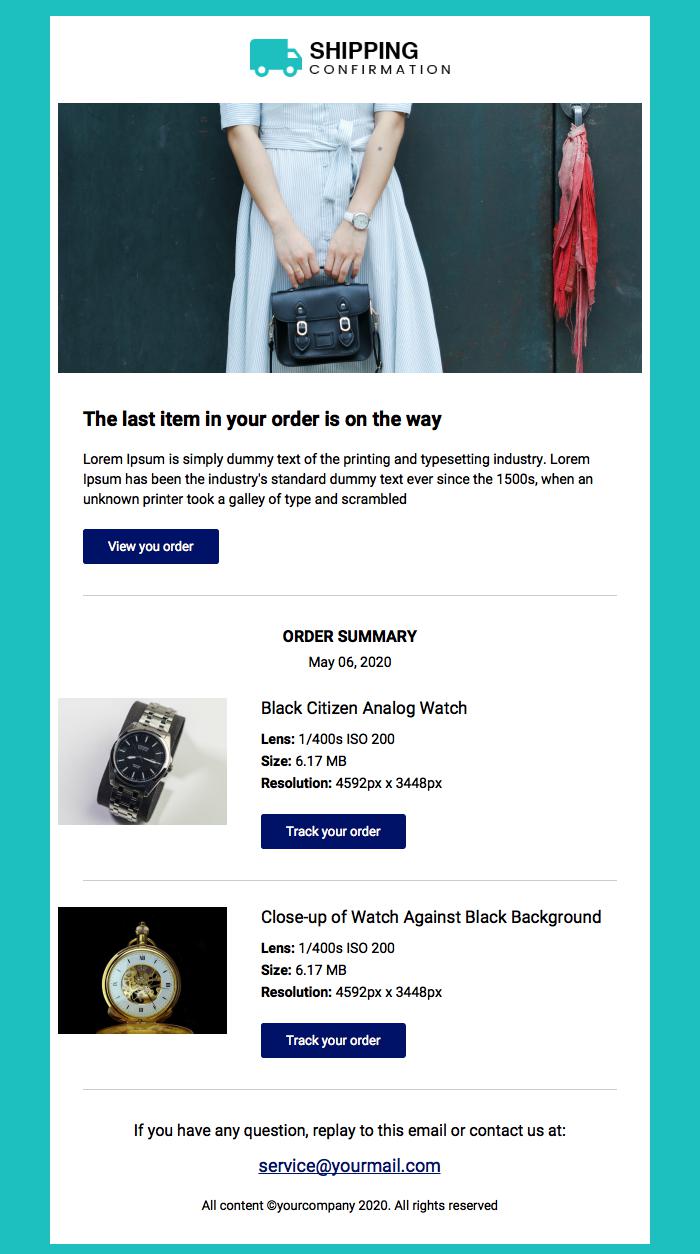 SHIPPING
CONFIRMATION
The last item in your order is on the way
Lorem Ipsum is simply dummy text of the printing and typesetting industry. Lorem
Ipsum has been the industry's standard dummy text ever since the 1500s, when an
unknown printer took a galley of type and scrambled
View you order
ORDER SUMMARY
May 06, 2020
Black Citizen Analog Watch
Lens: 1/400s ISO 200
Size: 6.17 MB
Resolution: 4592px x 3448px
Track your order
Close-up of Watch Against Black Background
Lens: 1/400s ISO 200
Size: 6.17 MB
Resolution: 4592px x 3448px
Track your order
If you have any question, replay to this email or contact us at:
service@yourmail.com
All content ©yourcompany 2020. All rights reserved